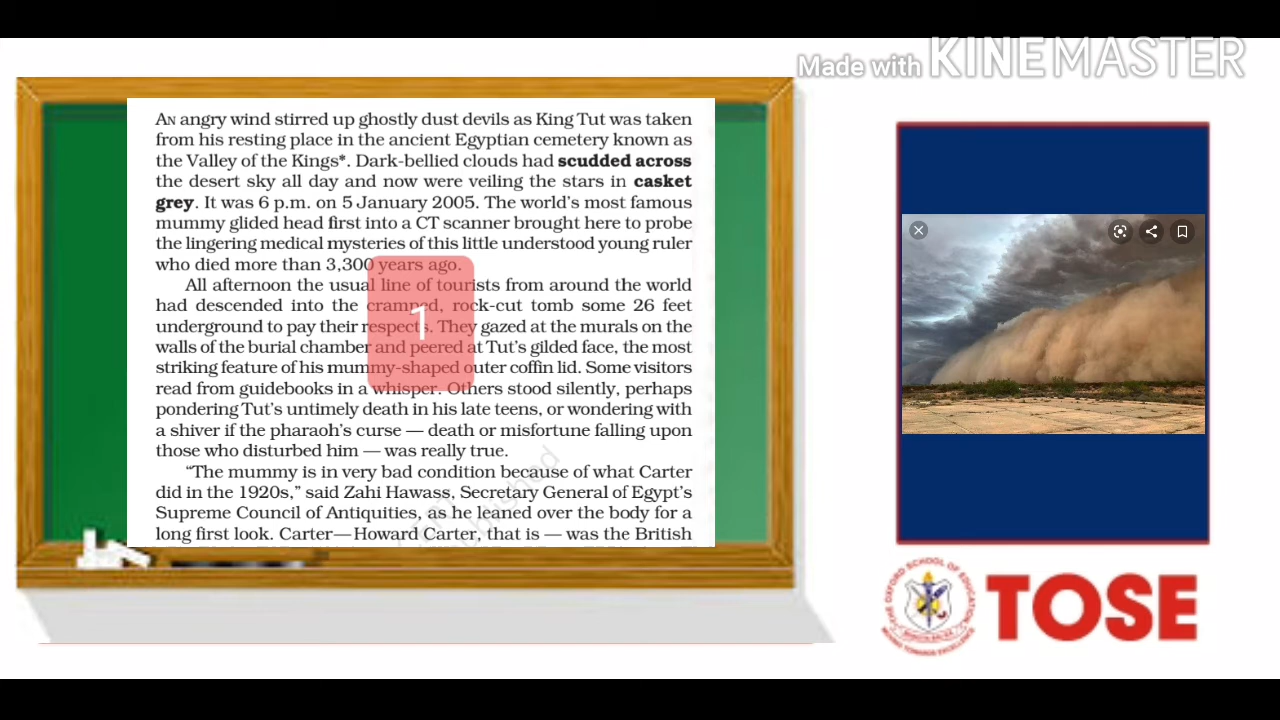 Made with KINEMASTER
AN angry wind stirred up ghostly dust devils as King Tut was taken
from his resting place in the ancient Egyptian cemetery known as
the Valley of the Kings*. Dark-bellied clouds had scudded across
the desert sky all day and now were veiling the stars in casket
grey. It was 6 p.m. on 5 January 2005. The world's most famous
mummy glided head first into a CT scanner brought here to probe
the lingering medical mysteries of this little understood young ruler
who died more than 3,300 years ago.
All afternoon the usual line of tourists from around the world
had descended into the cramped, rock-cut tomb some 26 feet
underground to pay their respects. They gazed at the murals on the
walls of the burial chamber and peered at Tut's gilded face, the most
striking feature of his mummy-shaped outer coffin lid. Some visitors
read from guidebooks in a whisper. Others stood silently, perhaps
pondering Tut's untimely death in his late teens, or wondering with
a shiver if the pharaoh's curse — death or misfortune falling upon
those who disturbed him — was really true.
"The mummy is in very bad condition because of what Carter
did in the 1920s," said Zahi Hawass, Secretary General of Egypt's
Supreme Council of Antiquities, as he leaned over the body for a
long first look. Carter—Howard Carter, that is — was the British
1
THE OXFORD SCHOOL OF EDUCATION
TOSE